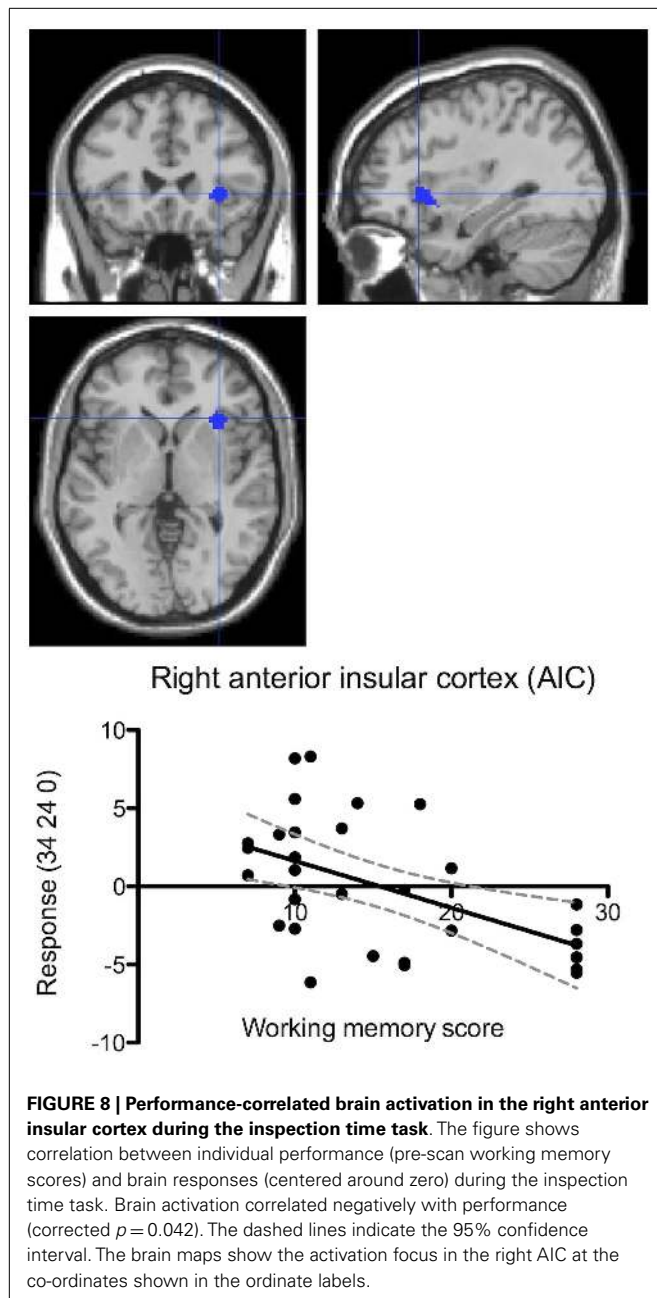 Right anterior insular cortex (AIC)
Response (34 24 0)
10
5
0
-5
-10
10
20
30
Working memory score
FIGURE 8 | Performance-correlated brain activation in the right anterior
insular cortex during the inspection time task. The figure shows
correlation between individual performance (pre-scan working memory
scores) and brain responses (centered around zero) during the inspection
time task. Brain activation correlated negatively with performance
(corrected p = 0.042). The dashed lines indicate the 95% confidence
interval. The brain maps show the activation focus in the right AIC at the
co-ordinates shown in the ordinate labels.